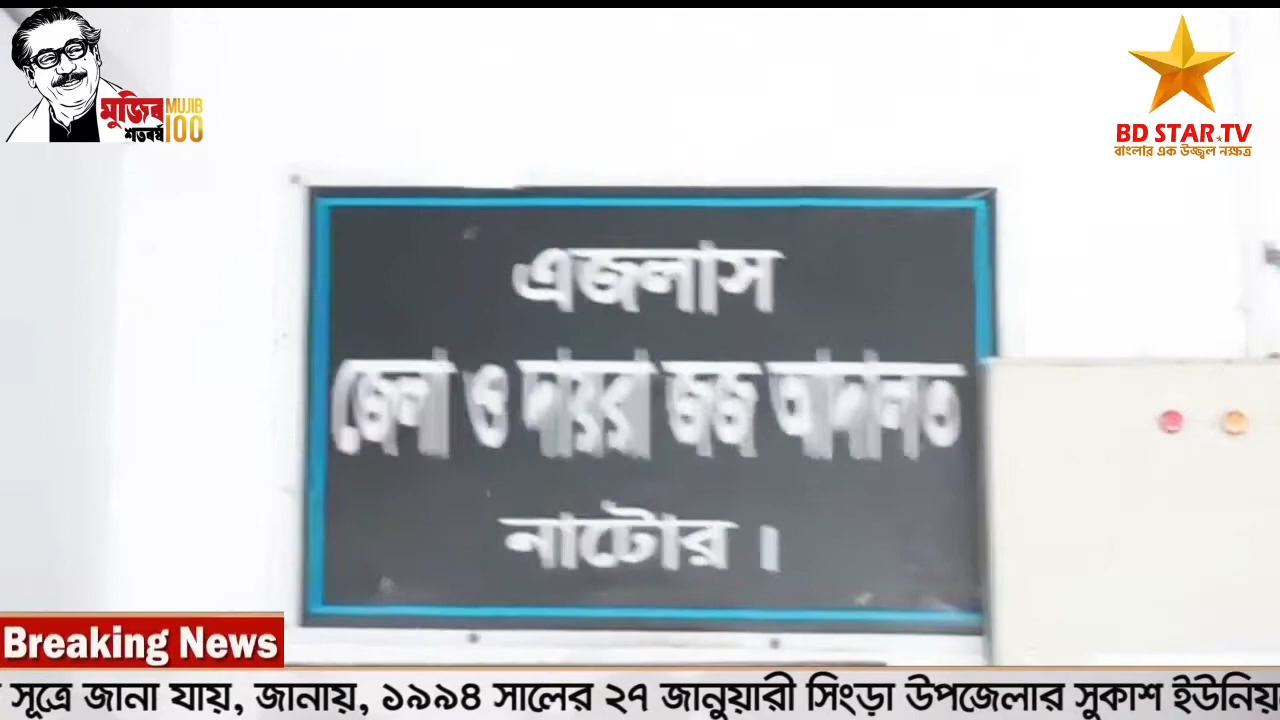 মুজিব
শতবর্ষ
MUJIB
100
BD STAR TV
বাংলার এক উজ্জ্বল নক্ষত্র
এজলাস
জেলা ও দায়রা জজ আদালত
নাটোর ।
Breaking News
সূত্রে জানা যায়, জানায়, ১৯৯৪ সালের ২৭ জানুয়ারী সিংড়া উপজেলার সুকাশ ইউনিয়